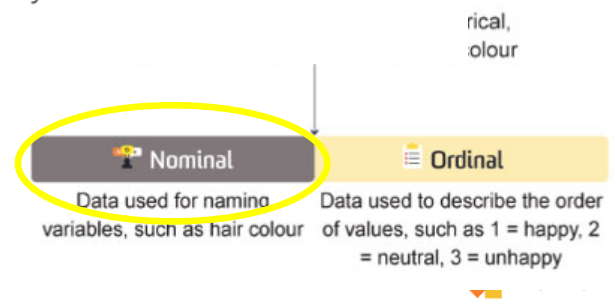 rical,
olour
Nominal
Ordinal
Data used for naming
variables, such as hair colour
Data used to describe the order
of values, such as 1 = happy, 2
= neutral, 3 = unhappy